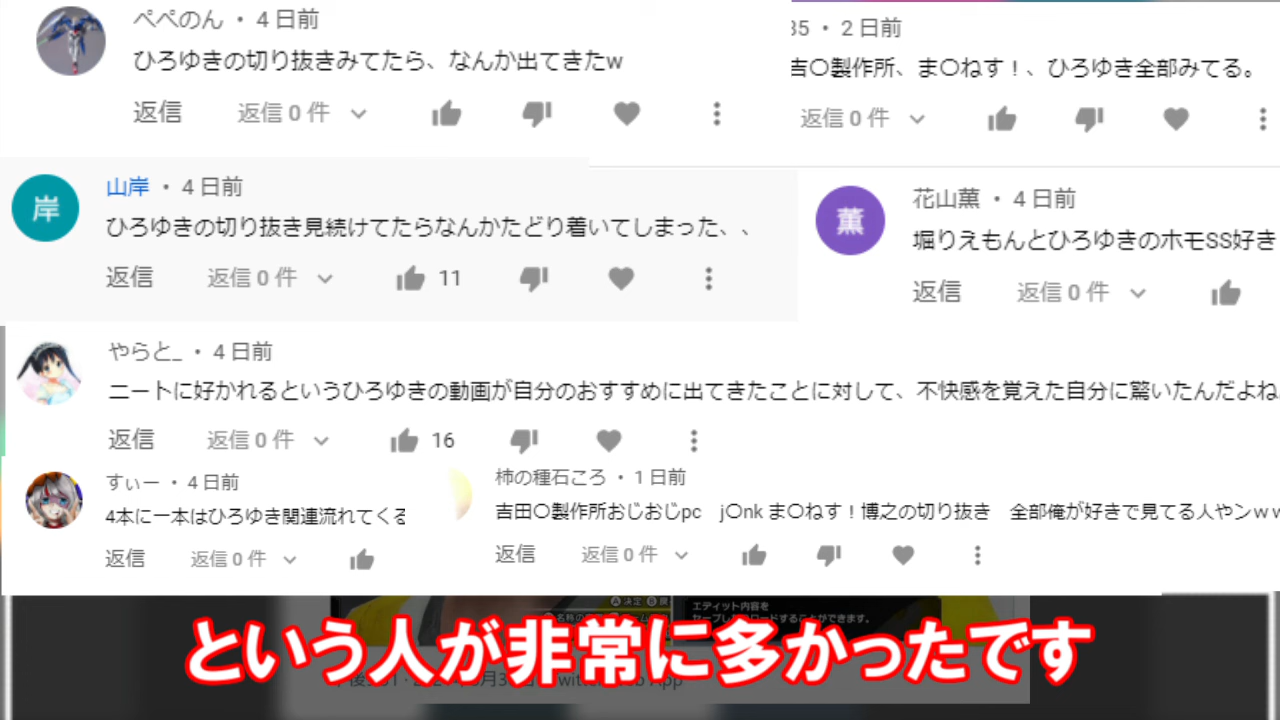 ぺぺのん ・ 4 日前
ひろゆきの切り抜きみてたら、なんか出てきたw
返信 返信 0 件
35 ・ 2 日前
吉〇製作所、ま〇ねす！、ひろゆき全部みてる。
返信 0 件
岸
山岸 ・ 4 日前
ひろゆきの切り抜き見続けてたらなんかたどり着いてしまった、、
返信 返信 0 件 11
薫
花山薫 ・ 4 日前
堀りえもんとひろゆきのホモSS好き
返信 返信 0 件
やらと_ ・ 4 日前
ニートに好かれるというひろゆきの動画が自分のおすすめに出てきたことに対して、不快感を覚えた自分に驚いたんだよね
返信 返信 0 件 16
すぃー ・ 4 日前
4本に一本はひろゆき関連流れてくる
返信 返信 0 件
柿の種石ころ ・ 1 日前
吉田〇製作所おじおじpc j〇nk ま〇ねす！博之の切り抜き 全部俺が好きで見てる人やンｗｗ
返信 返信 0 件
A 決定 B 戻
エディット内容を
という人が非常に多かったです